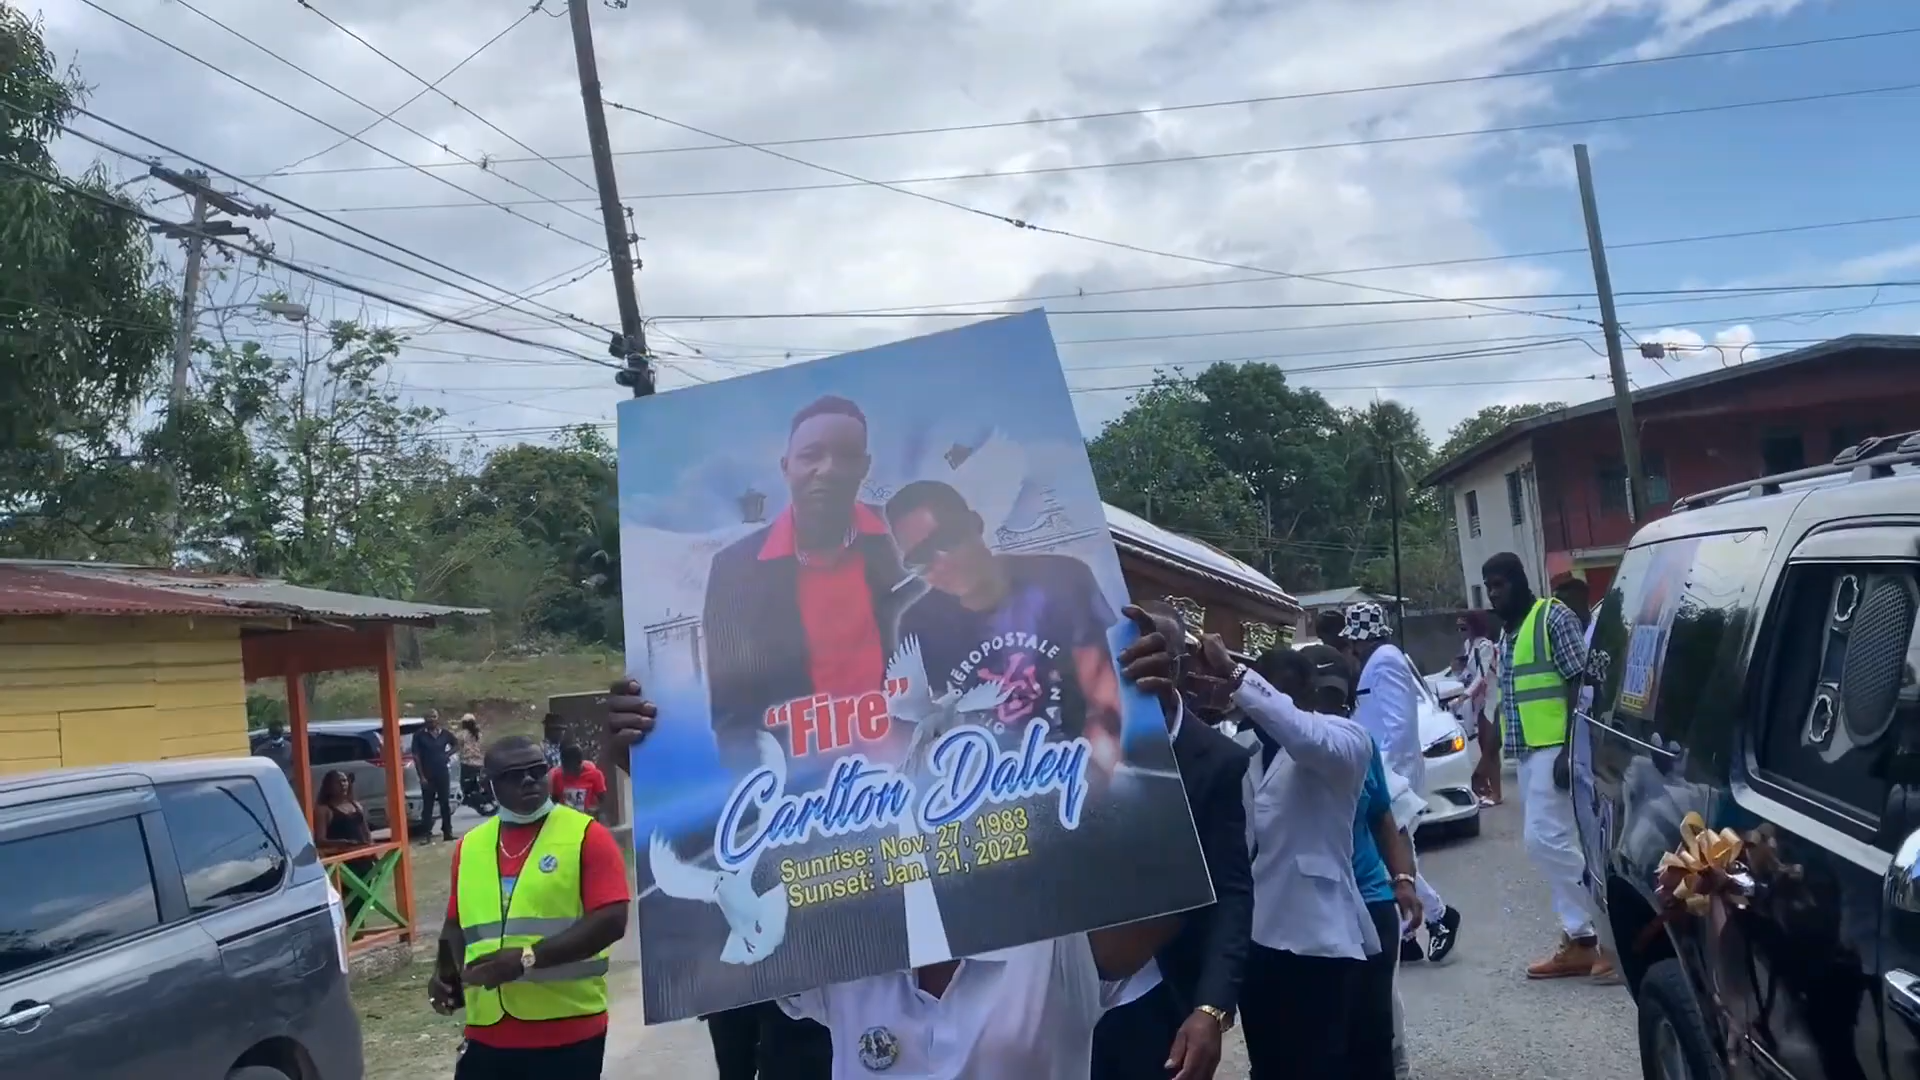 AÉROPOSTALE
"Fire"
Carlton Daley
Sunrise: Nov. 27, 1983
Sunset: Jan. 21, 2022